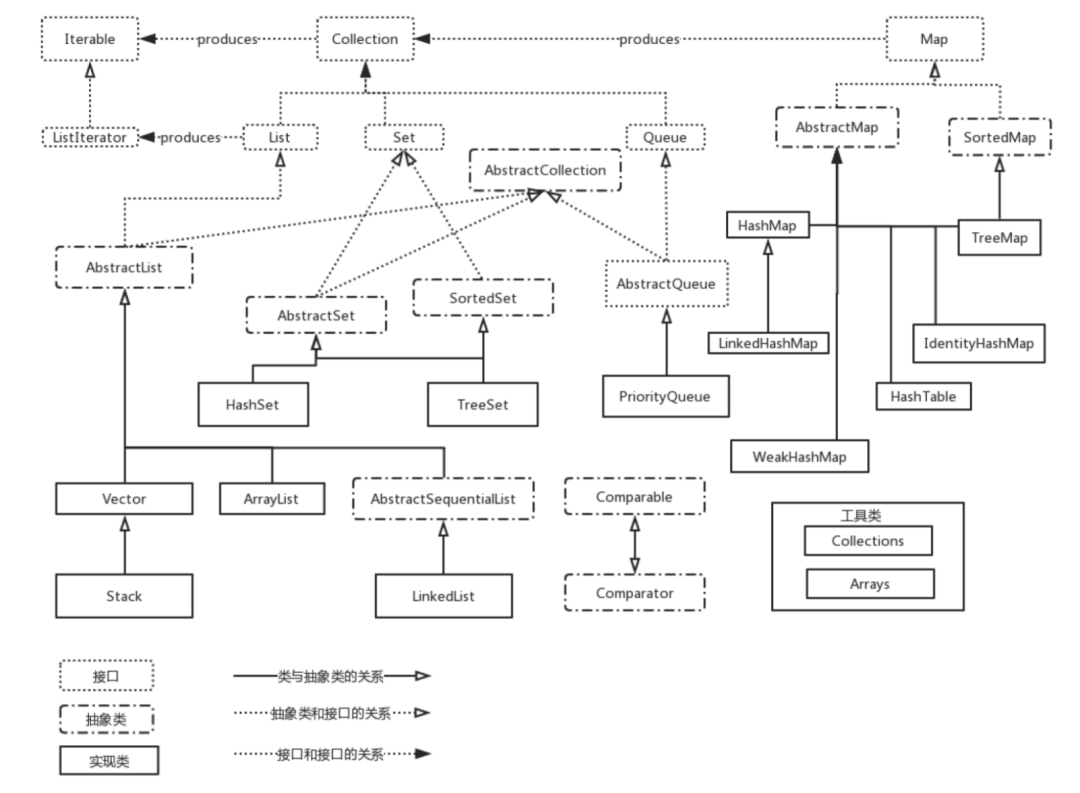 Iterable
produces
Collection
produces
Map
ListIterator
produces
List
Set
Queue
AbstractMap
SortedMap
AbstractCollection
HashMap
TreeMap
AbstractList
AbstractSet
SortedSet
AbstractQueue
LinkedHashMap
IdentityHashMap
HashSet
TreeSet
PriorityQueue
HashTable
WeakHashMap
Vector
ArrayList
AbstractSequentialList
Comparable
工具类
Collections
Arrays
Stack
LinkedList
Comparator
接口
类与抽象类的关系
抽象类
抽象类和接口的关系
实现类
接口和接口的关系